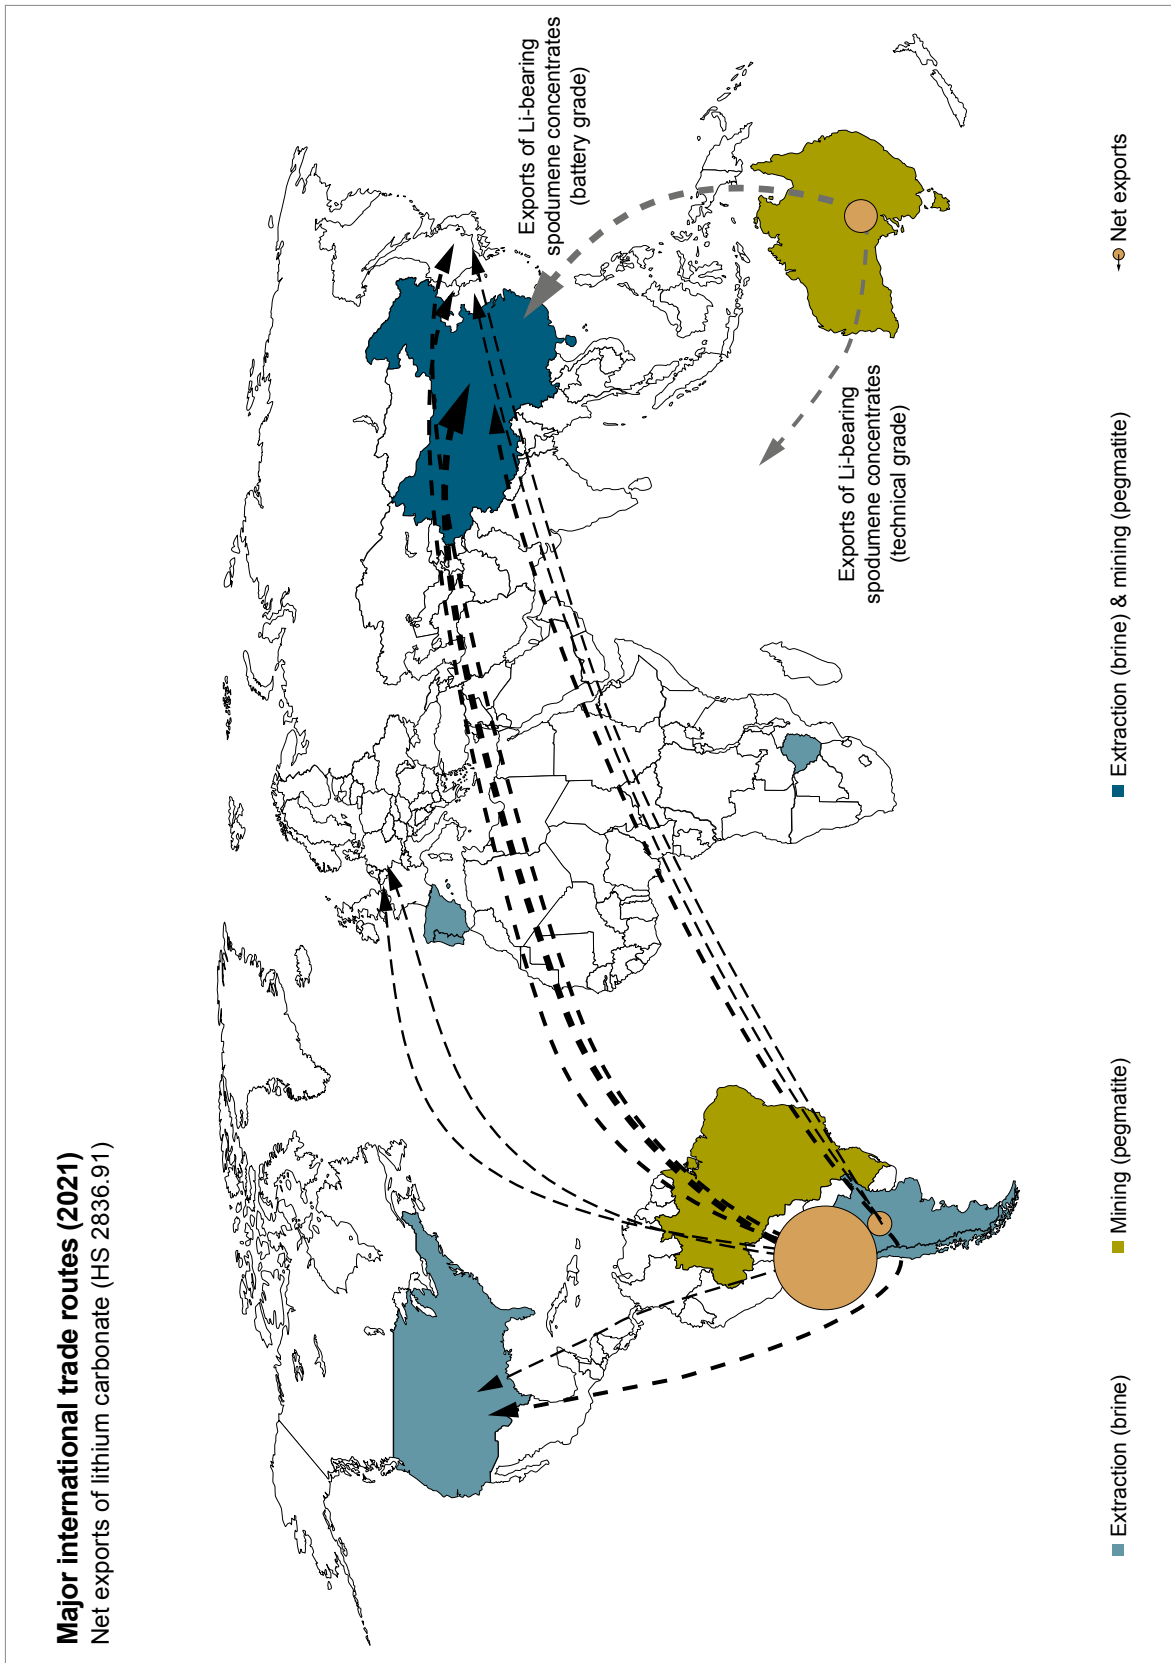 Major international trade routes (2021)
Net exports of lithium carbonate (HS 2836.91)
Exports of Li-bearing
spodumene concentrates
(battery grade)
Exports of Li-bearing
spodumene concentrates
(technical grade)
Extraction (brine)
Mining (pegmatite)
Extraction (brine) & mining (pegmatite)
Net exports